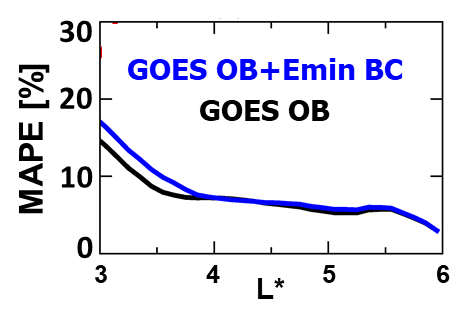 30
20
10
0
MAPE [%]
GOES OB+Emin BC
GOES OB
3 4 5 6
L*